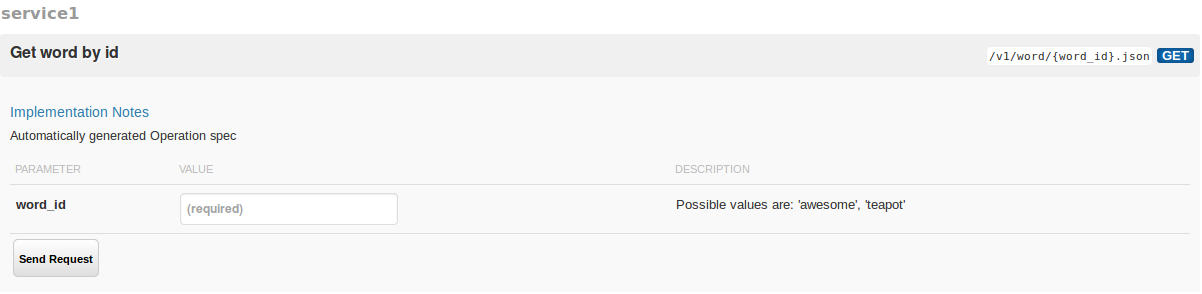 service1
Get word by id /v1/word/{word_id}.json GET
Implementation Notes
Automatically generated Operation spec
PARAMETER VALUE DESCRIPTION
word_id (required) Possible values are: 'awesome', 'teapot'
Send Request